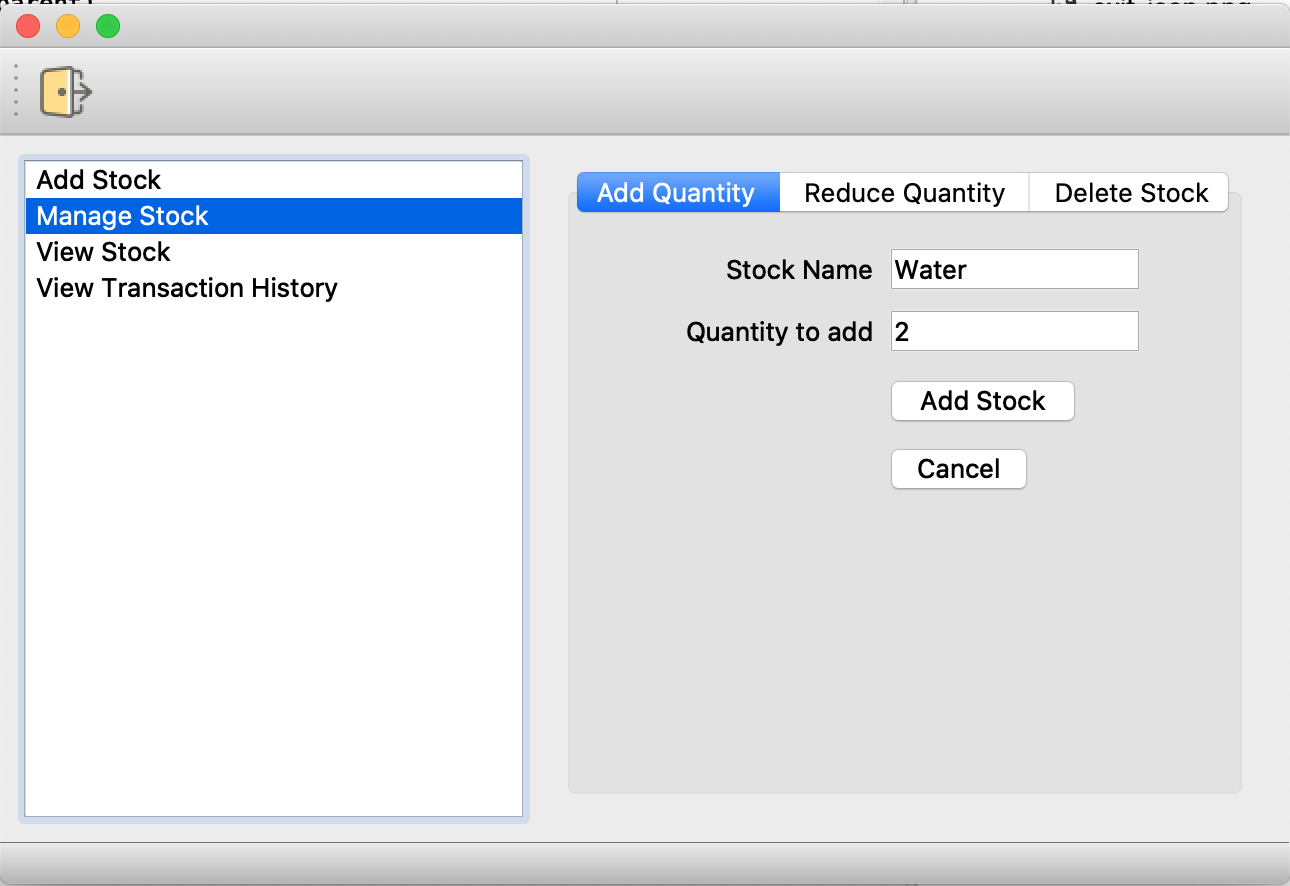 Add Stock
Manage Stock
View Stock
View Transaction History
Add Quantity Reduce Quantity Delete Stock
Stock Name Water
Quantity to add 2
Add Stock
Cancel